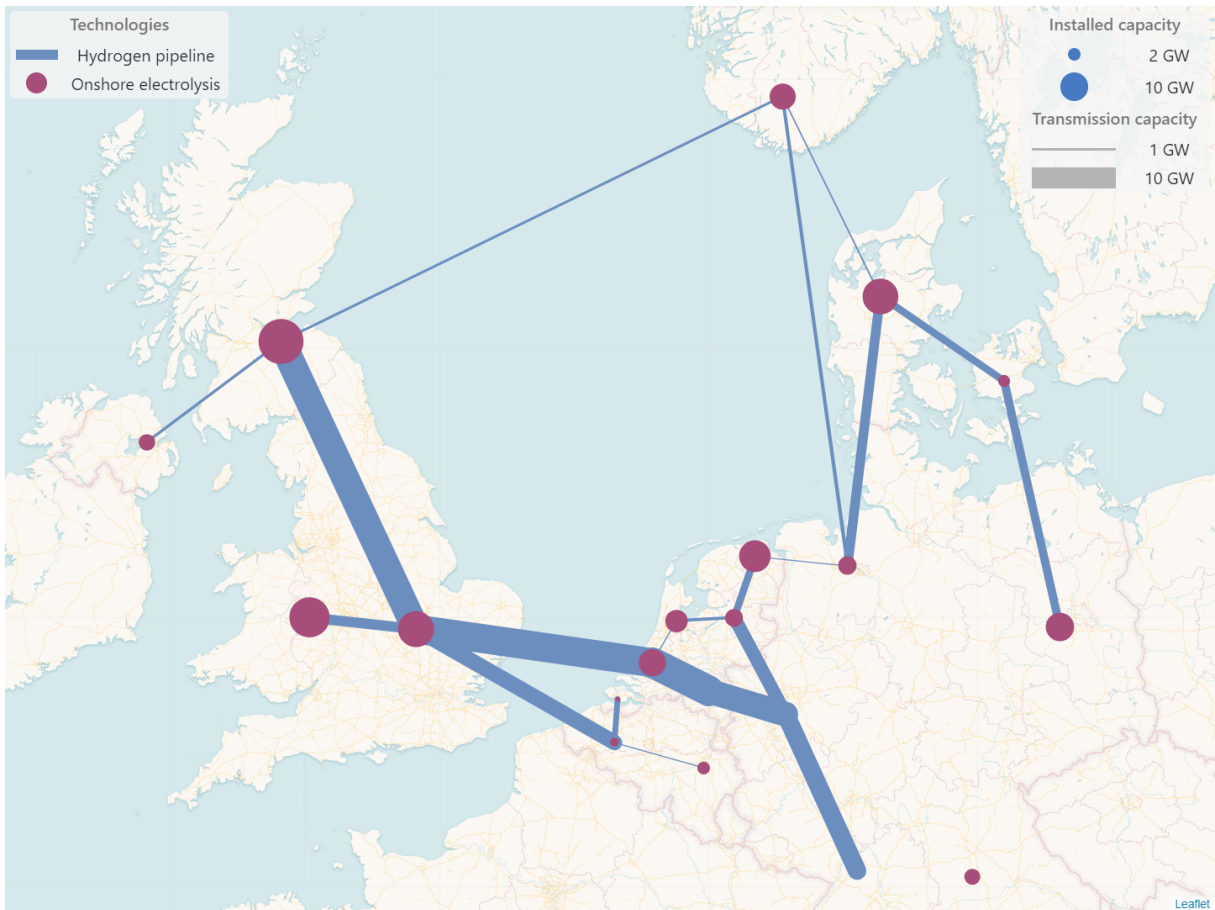 Technologies
Hydrogen pipeline
Onshore electrolysis
Installed capacity
2 GW
10 GW
Transmission capacity
1 GW
10 GW
Leaflet